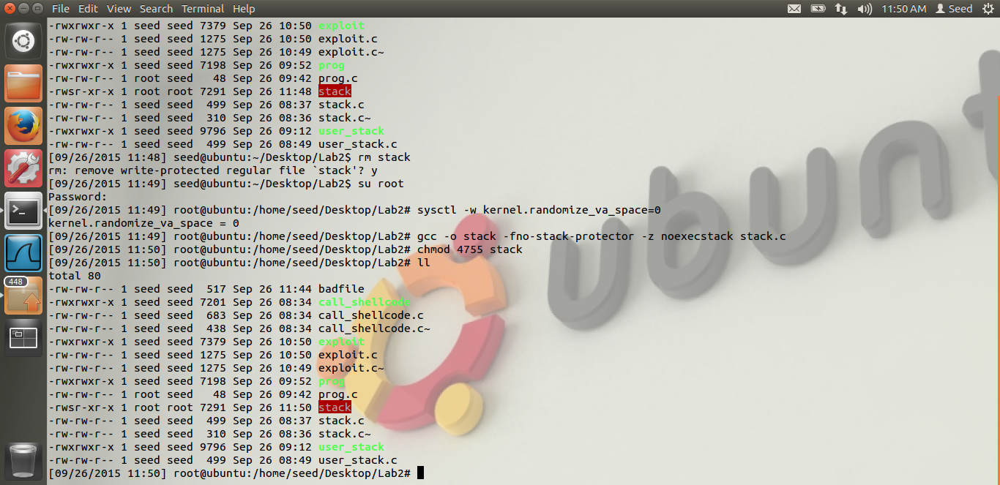 File Edit View Search Terminal Help 11:50 AM Seed
-rwxrwxr-x 1 seed seed 7379 Sep 26 10:50 exploit
-rw-rw-r-- 1 seed seed 1275 Sep 26 10:50 exploit.c
-rw-rw-r-- 1 seed seed 1275 Sep 26 10:49 exploit.c~
-rwxrwxr-x 1 seed seed 7198 Sep 26 09:52 prog
-rw-rw-r-- 1 root seed   48 Sep 26 09:42 prog.c
-rwsr-xr-x 1 root root 7291 Sep 26 11:48 stack
-rw-rw-r-- 1 seed seed  499 Sep 26 08:37 stack.c
-rw-rw-r-- 1 seed seed  310 Sep 26 08:36 stack.c~
-rwxrwxr-x 1 seed seed 9796 Sep 26 09:12 user_stack
-rw-rw-r-- 1 seed seed  499 Sep 26 08:49 user_stack.c
[09/26/2015 11:48] seed@ubuntu:~/Desktop/Lab2$ rm stack
rm: remove write-protected regular file `stack'? y
[09/26/2015 11:49] seed@ubuntu:~/Desktop/Lab2$ su root
Password:
[09/26/2015 11:49] root@ubuntu:/home/seed/Desktop/Lab2# sysctl -w kernel.randomize_va_space=0
kernel.randomize_va_space = 0
[09/26/2015 11:49] root@ubuntu:/home/seed/Desktop/Lab2# gcc -o stack -fno-stack-protector -z noexecstack stack.c
[09/26/2015 11:50] root@ubuntu:/home/seed/Desktop/Lab2# chmod 4755 stack
[09/26/2015 11:50] root@ubuntu:/home/seed/Desktop/Lab2# ll
total 80
-rw-rw-r-- 1 seed seed  517 Sep 26 11:44 badfile
-rwxrwxr-x 1 seed seed 7201 Sep 26 08:34 call_shellcode
-rw-rw-r-- 1 seed seed  683 Sep 26 08:34 call_shellcode.c
-rw-rw-r-- 1 seed seed  438 Sep 26 08:34 call_shellcode.c~
-rwxrwxr-x 1 seed seed 7379 Sep 26 10:50 exploit
-rw-rw-r-- 1 seed seed 1275 Sep 26 10:50 exploit.c
-rw-rw-r-- 1 seed seed 1275 Sep 26 10:49 exploit.c~
-rwxrwxr-x 1 seed seed 7198 Sep 26 09:52 prog
-rw-rw-r-- 1 root seed   48 Sep 26 09:42 prog.c
-rwsr-xr-x 1 root root 7291 Sep 26 11:50 stack
-rw-rw-r-- 1 seed seed  499 Sep 26 08:37 stack.c
-rw-rw-r-- 1 seed seed  310 Sep 26 08:36 stack.c~
-rwxrwxr-x 1 seed seed 9796 Sep 26 09:12 user_stack
-rw-rw-r-- 1 seed seed  499 Sep 26 08:49 user_stack.c
[09/26/2015 11:50] root@ubuntu:/home/seed/Desktop/Lab2#
448
ubunt